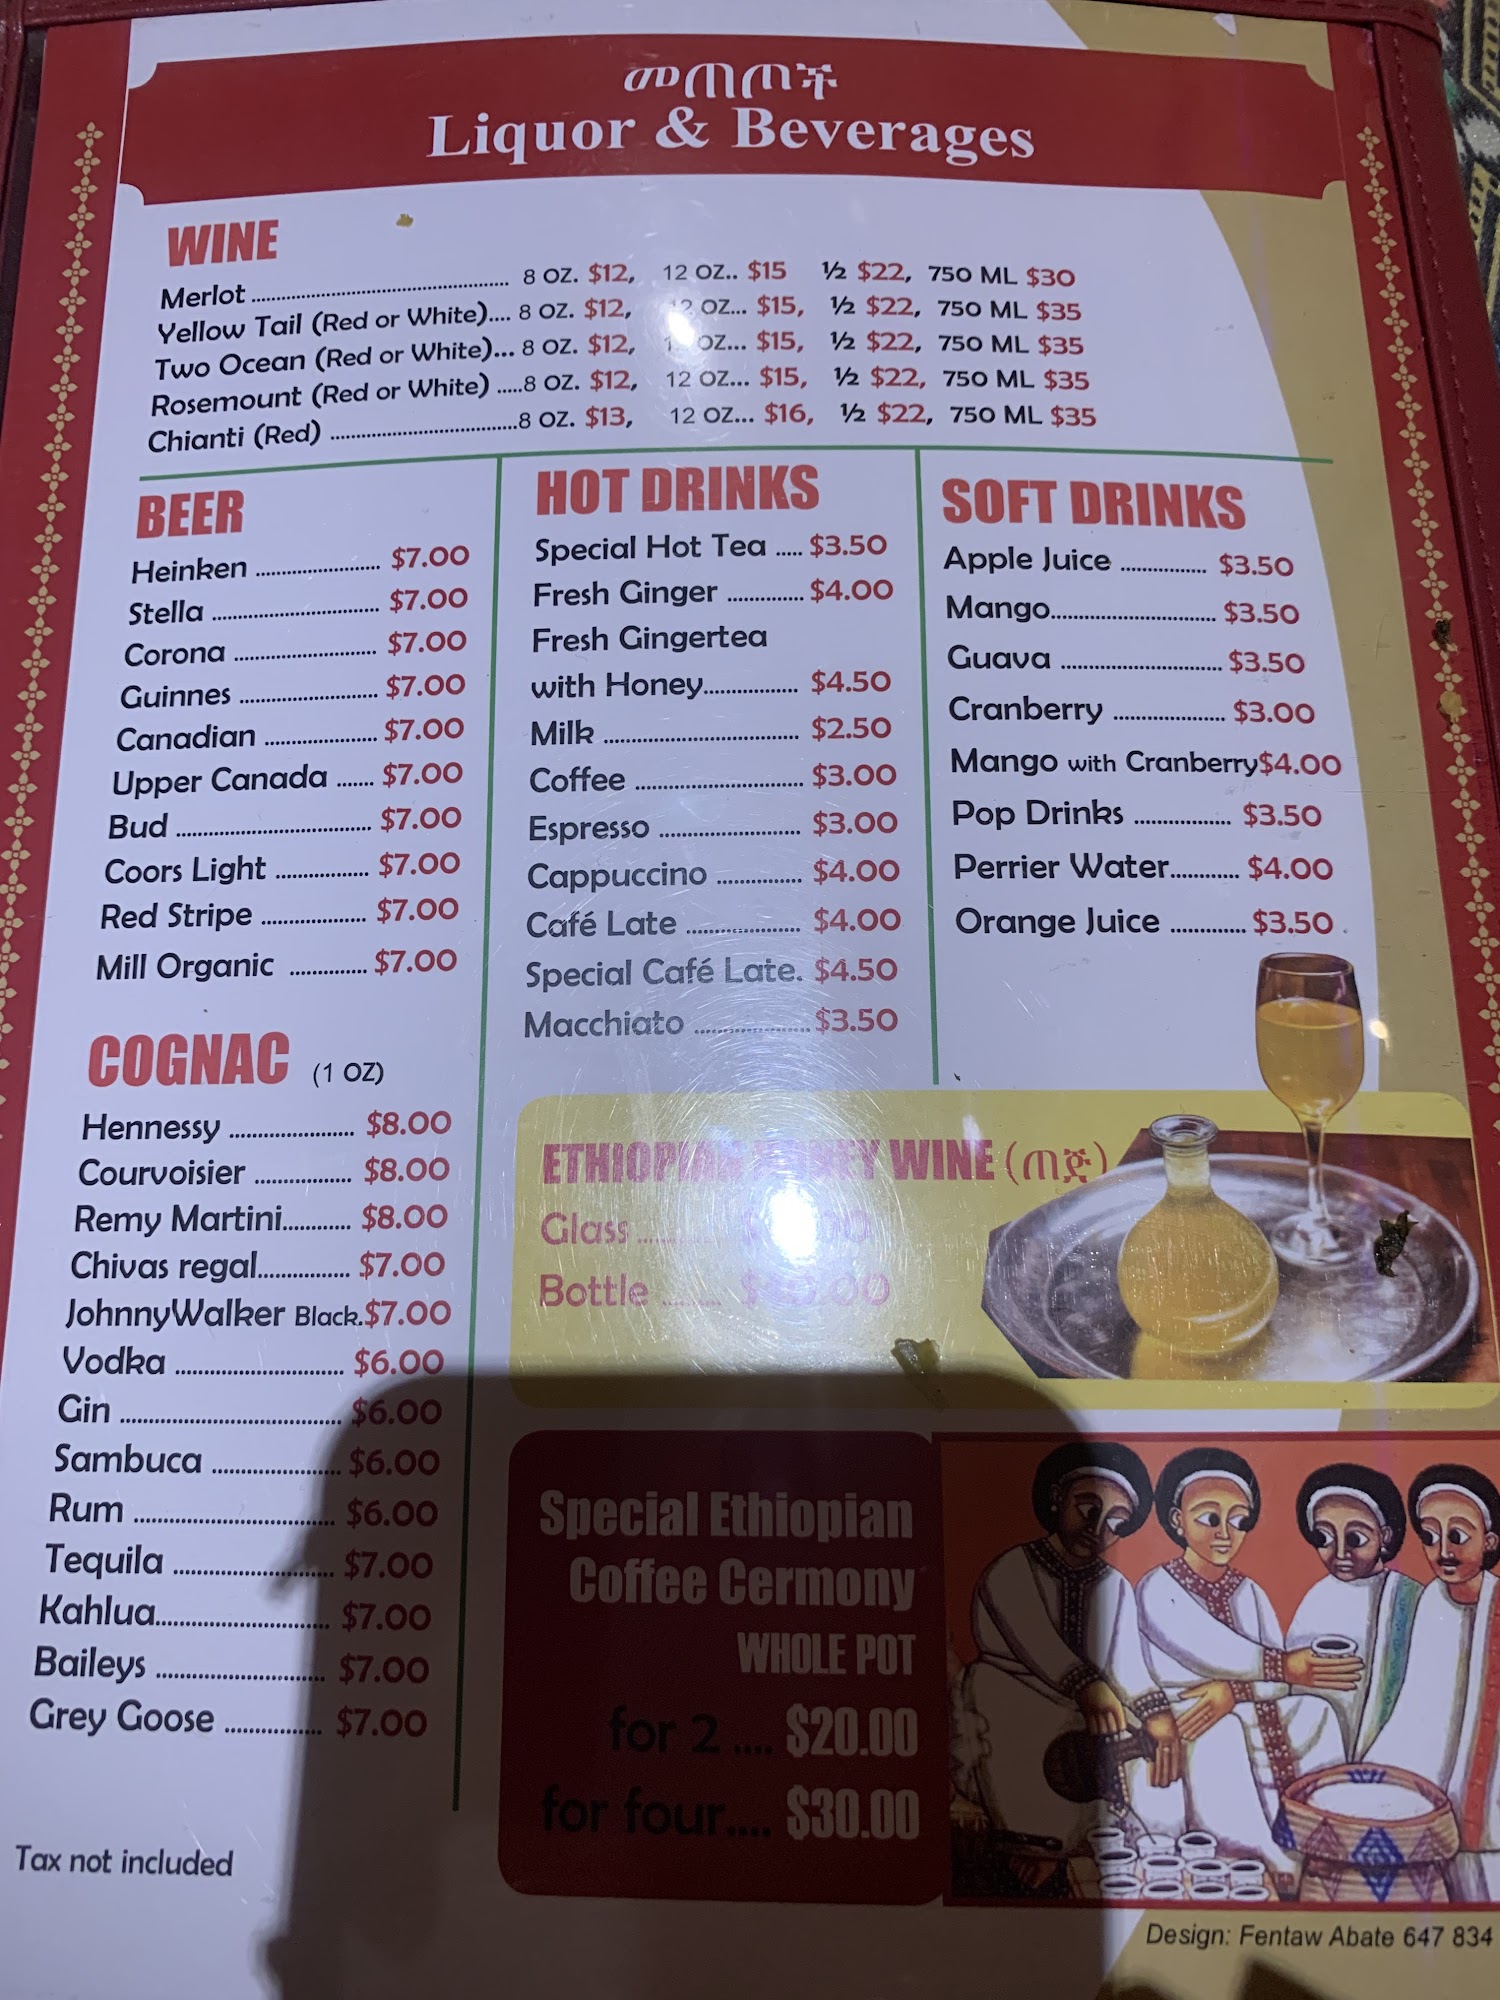 መጠጦች
Liquor & Beverages
WINE
Merlot ........ 8 OZ. $12, 12 OZ.. $15 ½ $22, 750 ML $30
Yellow Tail (Red or White).... 8 OZ. $12, OZ... $15, ½ $22, 750 ML $35
Two Ocean (Red or White)... 8 OZ. $12, OZ... $15, ½ $22, 750 ML $35
Rosemount (Red or White) .....8 OZ. $12, 12 OZ... $15, ½ $22, 750 ML $35
Chianti (Red) ........8 OZ. $13, 12 OZ... $16, ½ $22, 750 ML $35
BEER
Heinken ........ $7.00
Stella ........ $7.00
Corona ........ $7.00
Guinnes ........ $7.00
Canadian ........ $7.00
Upper Canada ....... $7.00
Bud ........ $7.00
Coors Light ........ $7.00
Red Stripe ........ $7.00
Mill Organic ........ $7.00
COGNAC (1 OZ)
Hennessy ........ $8.00
Courvoisier ........ $8.00
Remy Martini........ $8.00
Chivas regal........ $7.00
JohnnyWalker Black.$7.00
Vodka ........ $6.00
Gin ........ $6.00
Sambuca ........ $6.00
Rum ........ $6.00
Tequila ........ $7.00
Kahlua........ $7.00
Baileys ........ $7.00
Grey Goose ........ $7.00
Tax not included
HOT DRINKS
Special Hot Tea ..... $3.50
Fresh Ginger ........ $4.00
Fresh Gingertea
with Honey........ $4.50
Milk ........ $2.50
Coffee ........ $3.00
Espresso ........ $3.00
Cappuccino ........ $4.00
Café Late ........ $4.00
Special Café Late. $4.50
Macchiato ........ $3.50
SOFT DRINKS
Apple Juice ........ $3.50
Mango........ $3.50
Guava ........ $3.50
Cranberry ........ $3.00
Mango with Cranberry$4.00
Pop Drinks ........ $3.50
Perrier Water........ $4.00
Orange Juice ........ $3.50
ETHIOPIAN HONEY WINE (ጠጅ)
Glass ........
Bottle ........
Special Ethiopian
Coffee Cermony
WHOLE POT
for 2 .... $20.00
for four.... $30.00
Design: Fentaw Abate 647 834